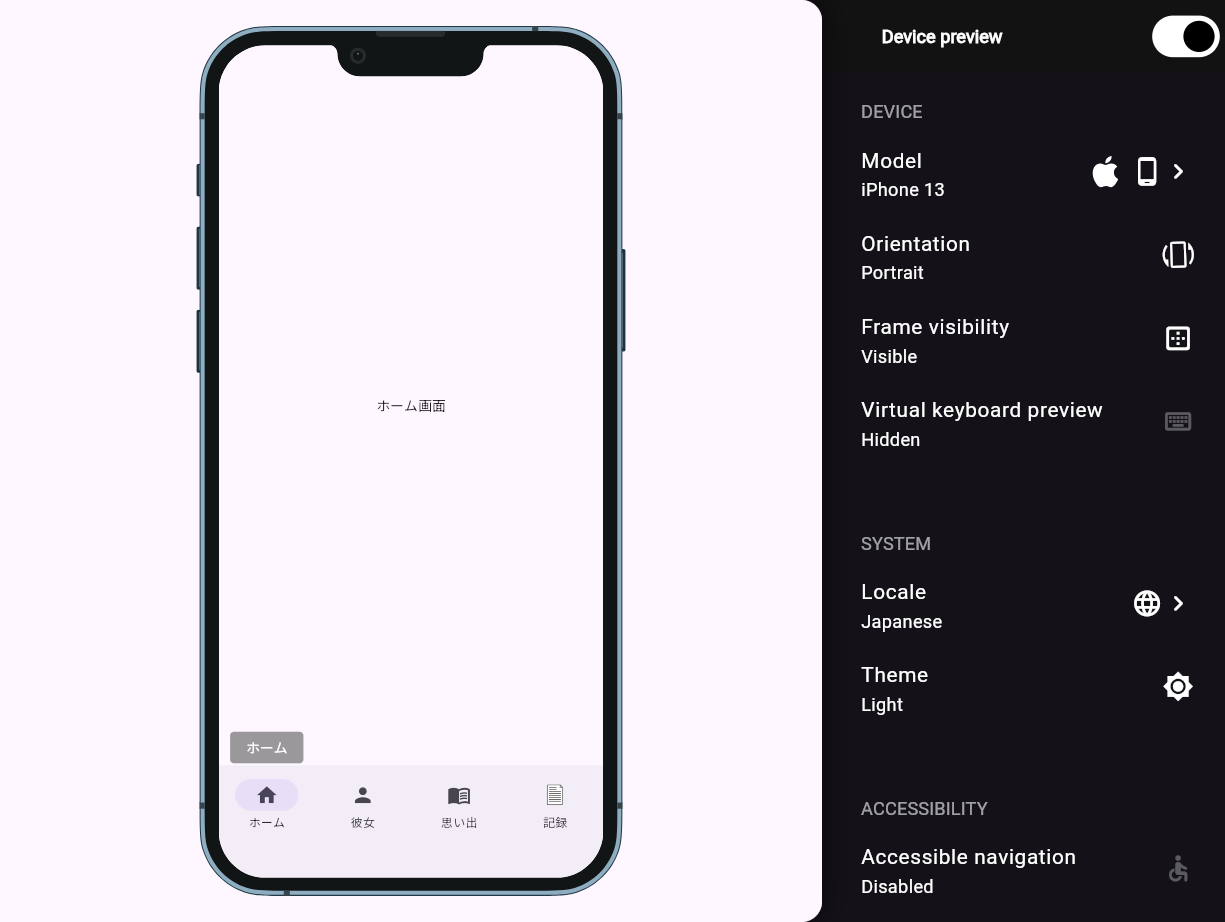 ホーム画面
ホーム
ホーム
彼女
思い出
記録
Device preview
DEVICE
Model
iPhone 13
Orientation
Portrait
Frame visibility
Visible
Virtual keyboard preview
Hidden
SYSTEM
Locale
Japanese
Theme
Light
ACCESSIBILITY
Accessible navigation
Disabled